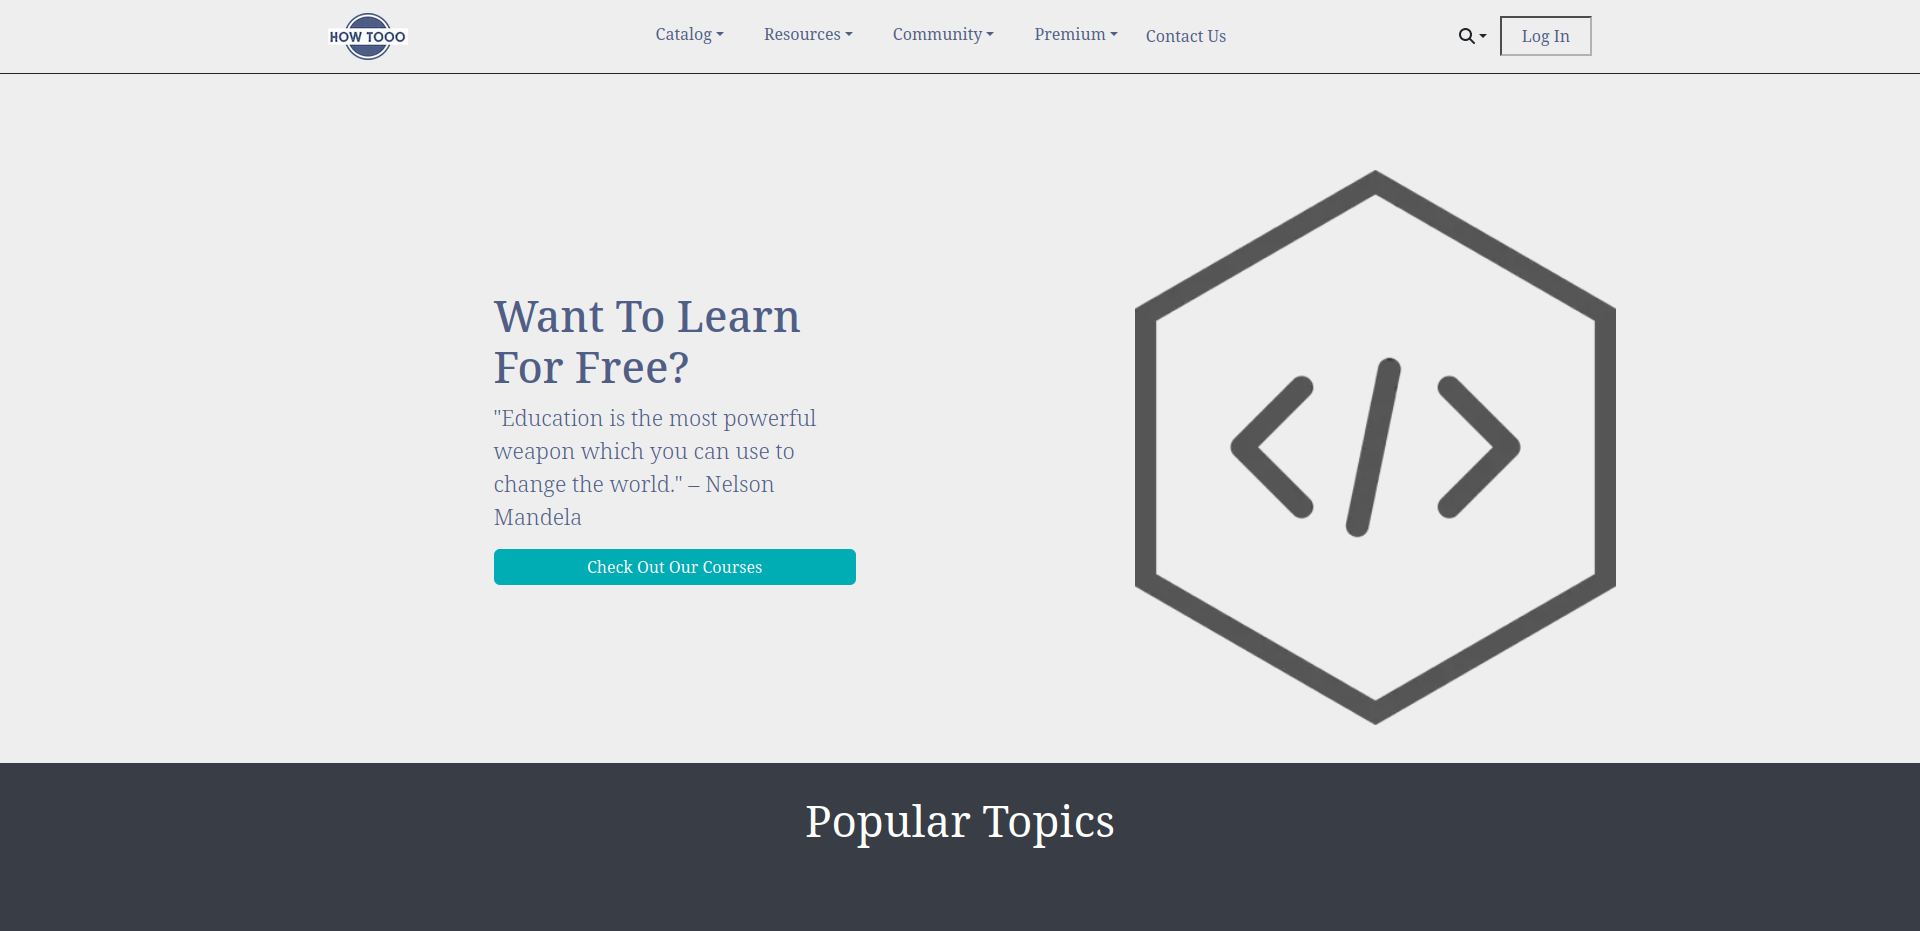 HOW TOOO
Catalog
Resources
Community
Premium
Contact Us
Log In
Want To Learn
For Free?
"Education is the most powerful
weapon which you can use to
change the world." – Nelson
Mandela
Check Out Our Courses
</>
Popular Topics